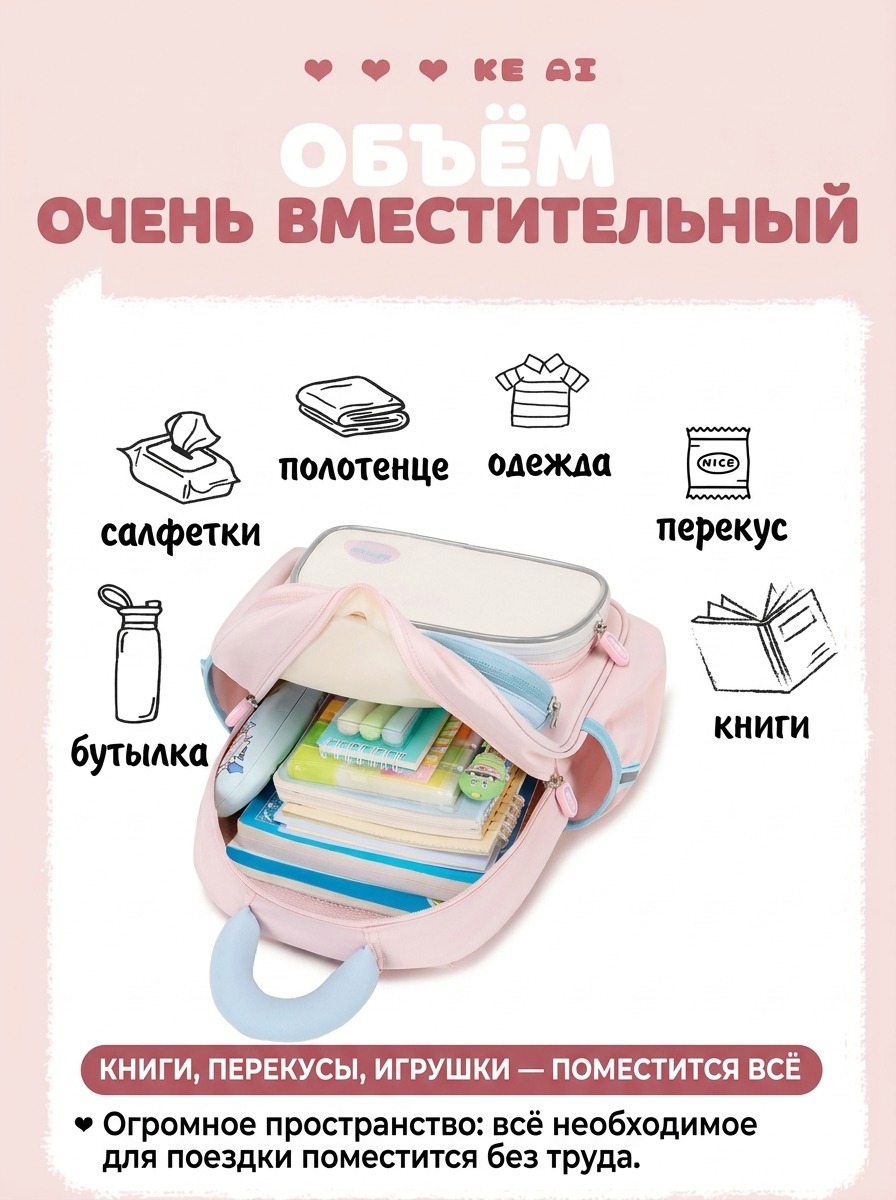 KE AI
ОБЪЁМ
ОЧЕНЬ ВМЕСТИТЕЛЬНЫЙ
полотенце
одежда
NICE
салфетки
перекус
книги
бутылка
КНИГИ, ПЕРЕКУСЫ, ИГРУШКИ — ПОМЕСТИТСЯ ВСЁ
Огромное пространство: всё необходимое
для поездки поместится без труда.